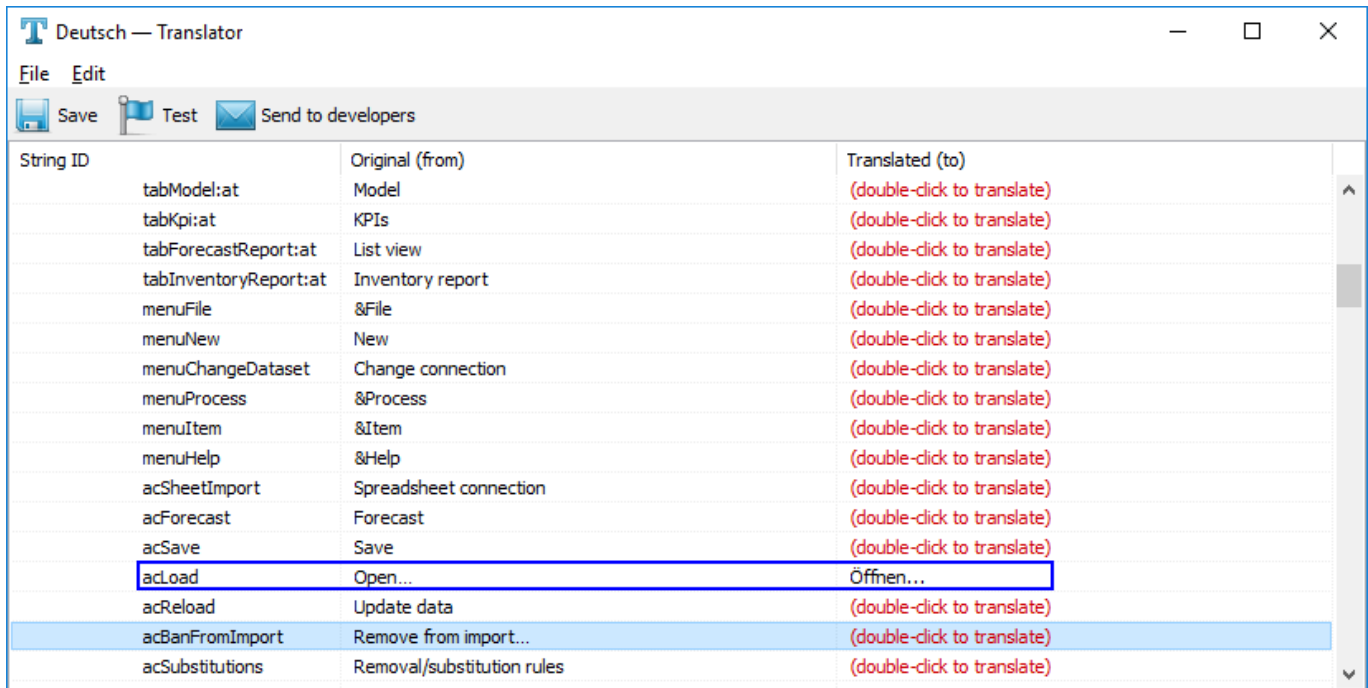 Deutsch — Translator
File Edit
Save Test Send to developers
String ID Original (from) Translated (to)
tabModel:at Model (double-click to translate)
tabKpi:at KPIs (double-click to translate)
tabForecastReport:at List view (double-click to translate)
tabInventoryReport:at Inventory report (double-click to translate)
menuFile &File (double-click to translate)
menuNew New (double-click to translate)
menuChangeDataset Change connection (double-click to translate)
menuProcess &Process (double-click to translate)
menuItem &Item (double-click to translate)
menuHelp &Help (double-click to translate)
acSheetImport Spreadsheet connection (double-click to translate)
acForecast Forecast (double-click to translate)
acSave Save (double-click to translate)
acLoad Open... Öffnen...
acReload Update data (double-click to translate)
acBanFromImport Remove from import... (double-click to translate)
acSubstitutions Removal/substitution rules (double-click to translate)